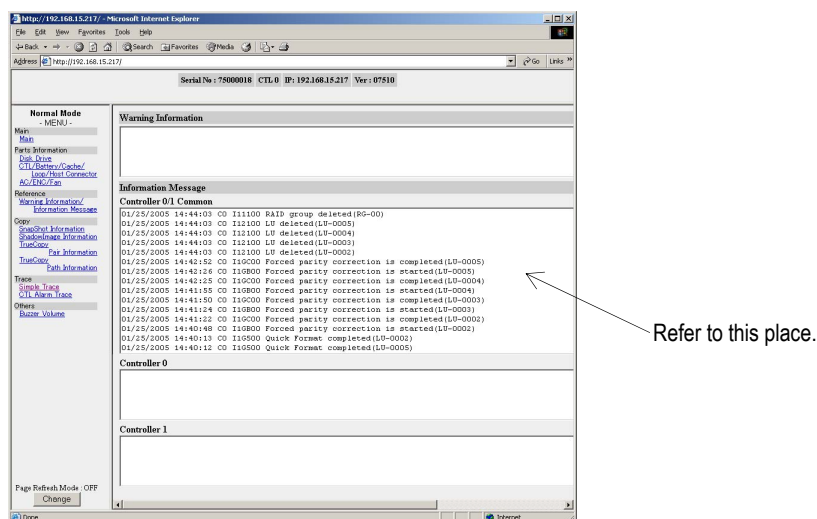 http://192.168.15.217/ - Microsoft Internet Explorer
File Edit View Favorites Tools Help
Back Search Favorites Media
Address http://192.168.15.217/ Go Links »
Serial No : 75000018 CTL 0 IP: 192.168.15.217 Ver : 07510
Normal Mode
- MENU -
Main
Main
Parts Information
Disk Drive
CTL/Battery/Cache/
Loop/Host Connector
AC/ENC/Fan
Reference
Warning Information/
Information Message
Copy
SnapShot Information
ShadowImage Information
TrueCopy
Pair Information
TrueCopy
Path Information
Trace
Simple Trace
CTL Alarm Trace
Others
Buzzer Volume
Page Refresh Mode : OFF
Change
Warning Information
Information Message
Controller 0/1 Common
01/25/2005 14:44:03 C0 I11100 RAID group deleted(RG-00)
01/25/2005 14:44:03 C0 I12100 LU deleted(LU-0005)
01/25/2005 14:44:03 C0 I12100 LU deleted(LU-0004)
01/25/2005 14:44:03 C0 I12100 LU deleted(LU-0003)
01/25/2005 14:44:03 C0 I12100 LU deleted(LU-0002)
01/25/2005 14:42:52 C0 I1GC00 Forced parity correction is completed(LU-0005)
01/25/2005 14:42:26 C0 I1GB00 Forced parity correction is started(LU-0005)
01/25/2005 14:42:25 C0 I1GC00 Forced parity correction is completed(LU-0004)
01/25/2005 14:41:55 C0 I1GB00 Forced parity correction is started(LU-0004)
01/25/2005 14:41:50 C0 I1GC00 Forced parity correction is completed(LU-0003)
01/25/2005 14:41:24 C0 I1GB00 Forced parity correction is started(LU-0003)
01/25/2005 14:41:22 C0 I1GC00 Forced parity correction is completed(LU-0002)
01/25/2005 14:40:48 C0 I1GB00 Forced parity correction is started(LU-0002)
01/25/2005 14:40:13 C0 I1G500 Quick Format completed(LU-0002)
01/25/2005 14:40:12 C0 I1G500 Quick Format completed(LU-0005)
Controller 0
Controller 1
Done Internet
Refer to this place.